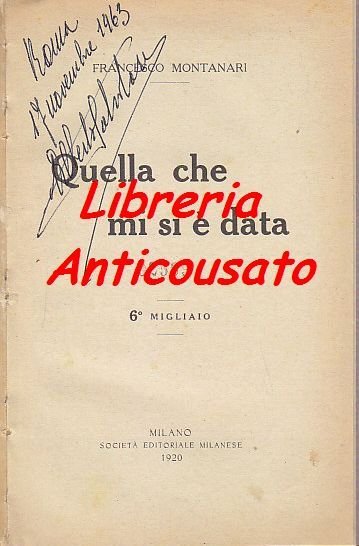 Roma
17 novembre 1963
FRANCESCO MONTANARI
Quella che
Libreria
mi si è data
Anticousato
6° MIGLIAIO
MILANO
SOCIETÀ EDITORIALE MILANESE
1920